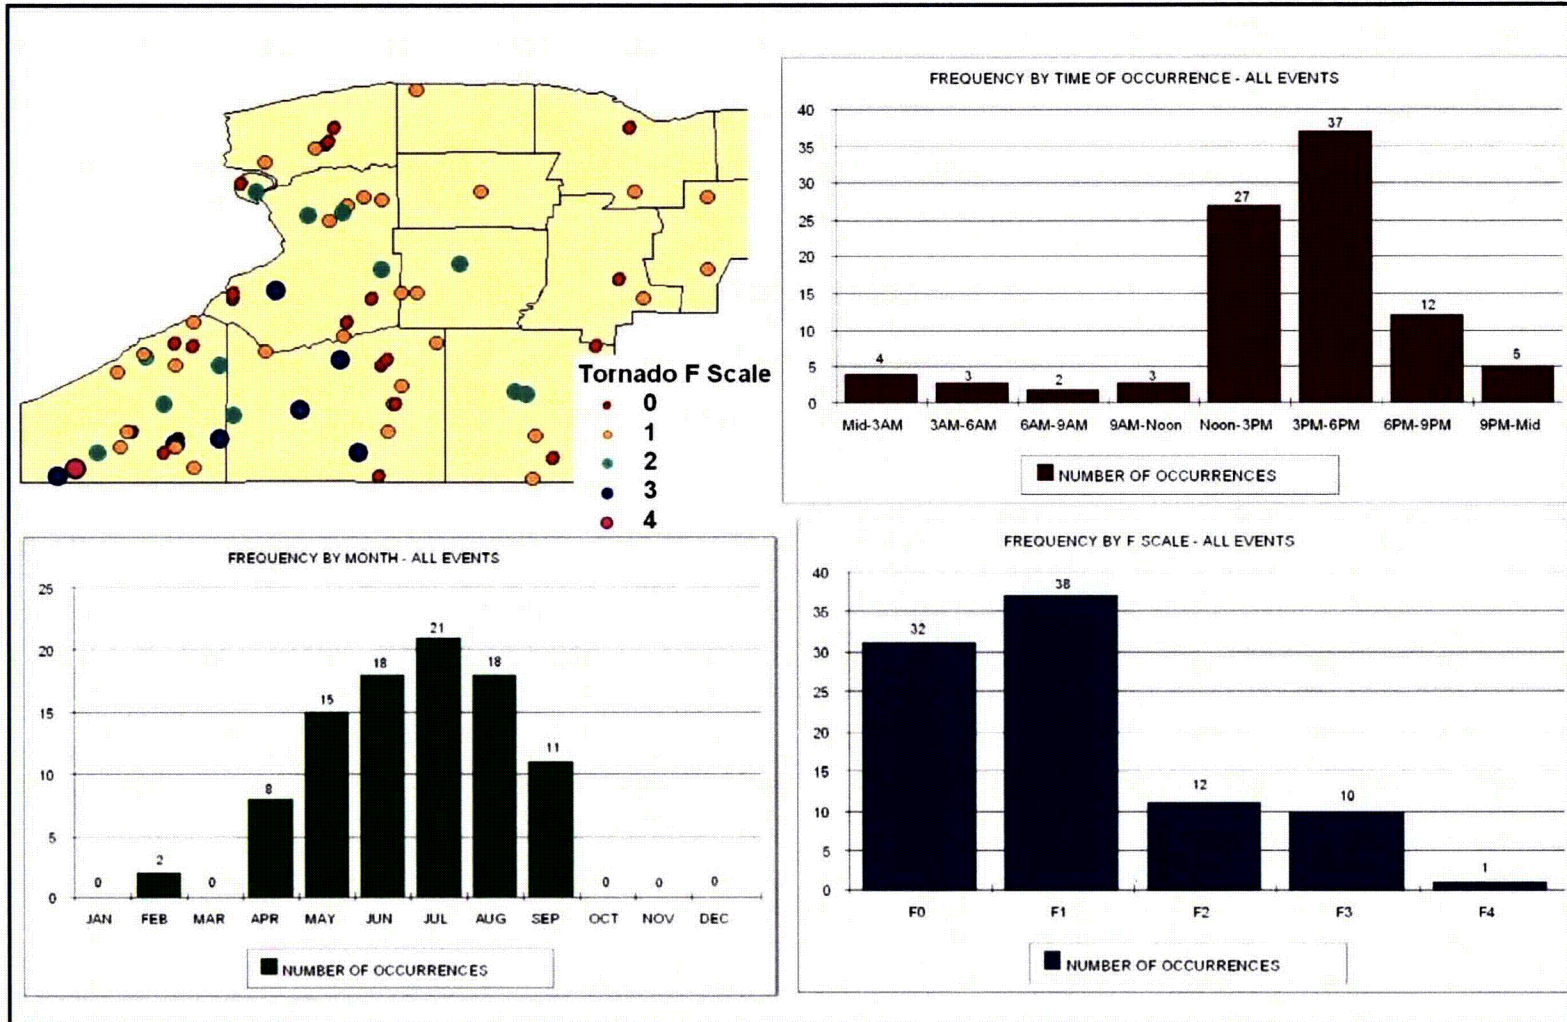 Tornado F Scale
0
1
2
3
4
FREQUENCY BY TIME OF OCCURRENCE - ALL EVENTS
40
35
30
25
20
15
10
5
0
4
3
2
3
27
37
12
5
Mid-3AM
3AM-6AM
6AM-9AM
9AM-Noon
Noon-3PM
3PM-6PM
6PM-9PM
9PM-Mid
NUMBER OF OCCURRENCES
FREQUENCY BY MONTH - ALL EVENTS
25
20
15
10
5
0
0
2
0
8
15
18
21
18
11
0
0
0
JAN
FEB
MAR
APR
MAY
JUN
JUL
AUG
SEP
OCT
NOV
DEC
NUMBER OF OCCURRENCES
FREQUENCY BY F SCALE - ALL EVENTS
40
35
30
25
20
15
10
5
0
32
38
12
10
1
F0
F1
F2
F3
F4
NUMBER OF OCCURRENCES